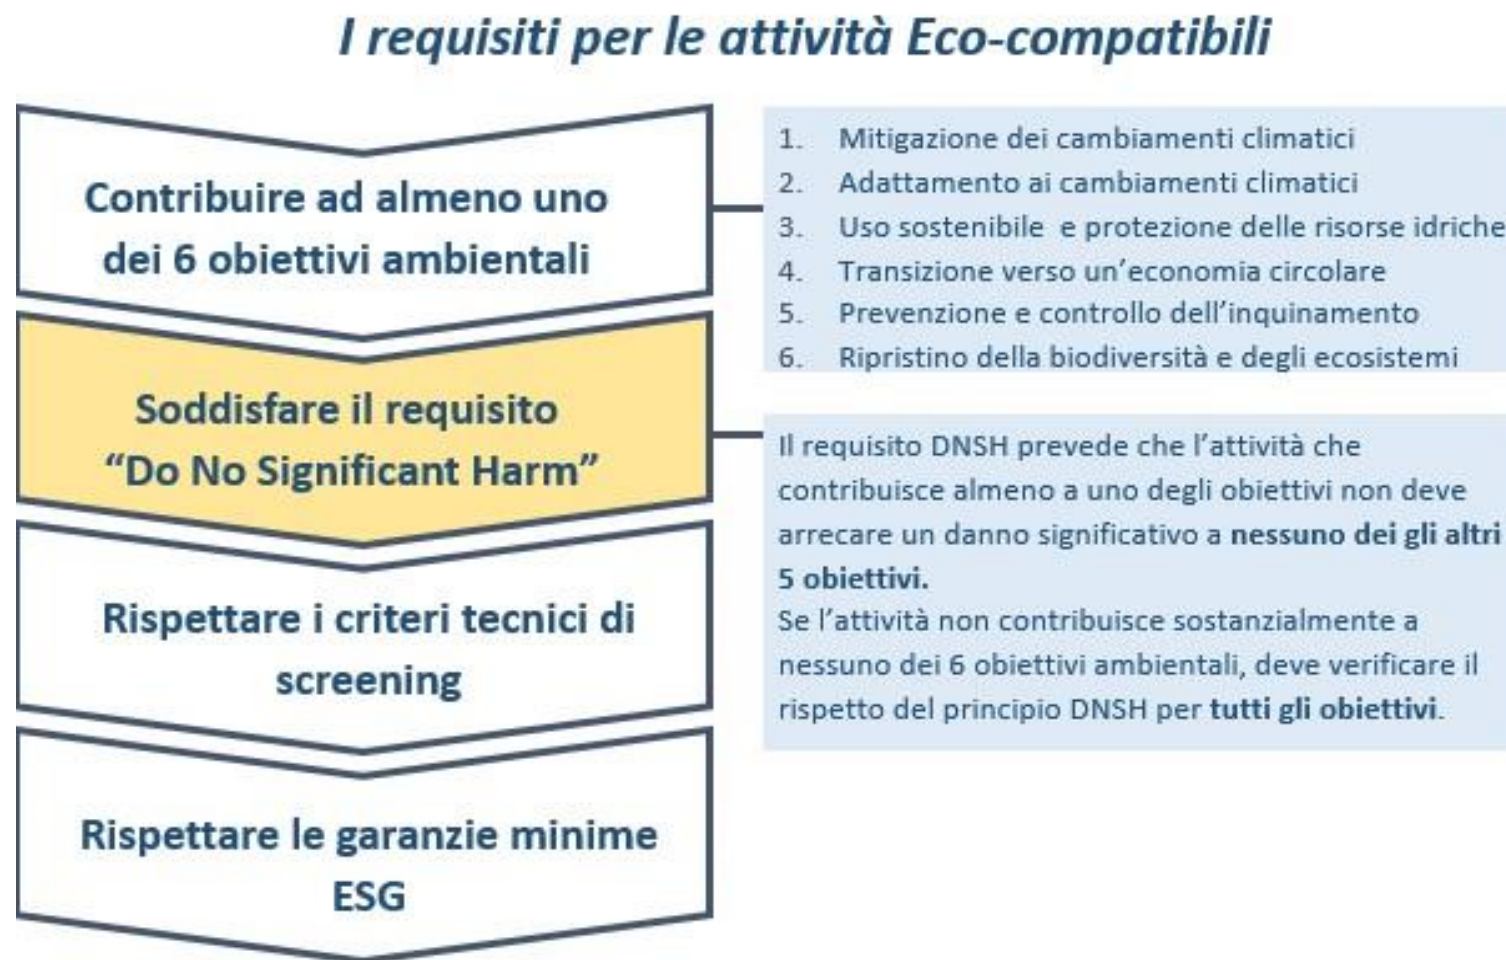 I requisiti per le attività Eco-compatibili
Contribuire ad almeno uno
dei 6 obiettivi ambientali
1. Mitigazione dei cambiamenti climatici
2. Adattamento ai cambiamenti climatici
3. Uso sostenibile e protezione delle risorse idriche
4. Transizione verso un'economia circolare
5. Prevenzione e controllo dell'inquinamento
6. Ripristino della biodiversità e degli ecosistemi
Soddisfare il requisito
“Do No Significant Harm”
Il requisito DNSH prevede che l'attività che
contribuisce almeno a uno degli obiettivi non deve
arrecare un danno significativo a nessuno dei gli altri
5 obiettivi.
Se l'attività non contribuisce sostanzialmente a
nessuno dei 6 obiettivi ambientali, deve verificare il
rispetto del principio DNSH per tutti gli obiettivi.
Rispettare i criteri tecnici di
screening
Rispettare le garanzie minime
ESG